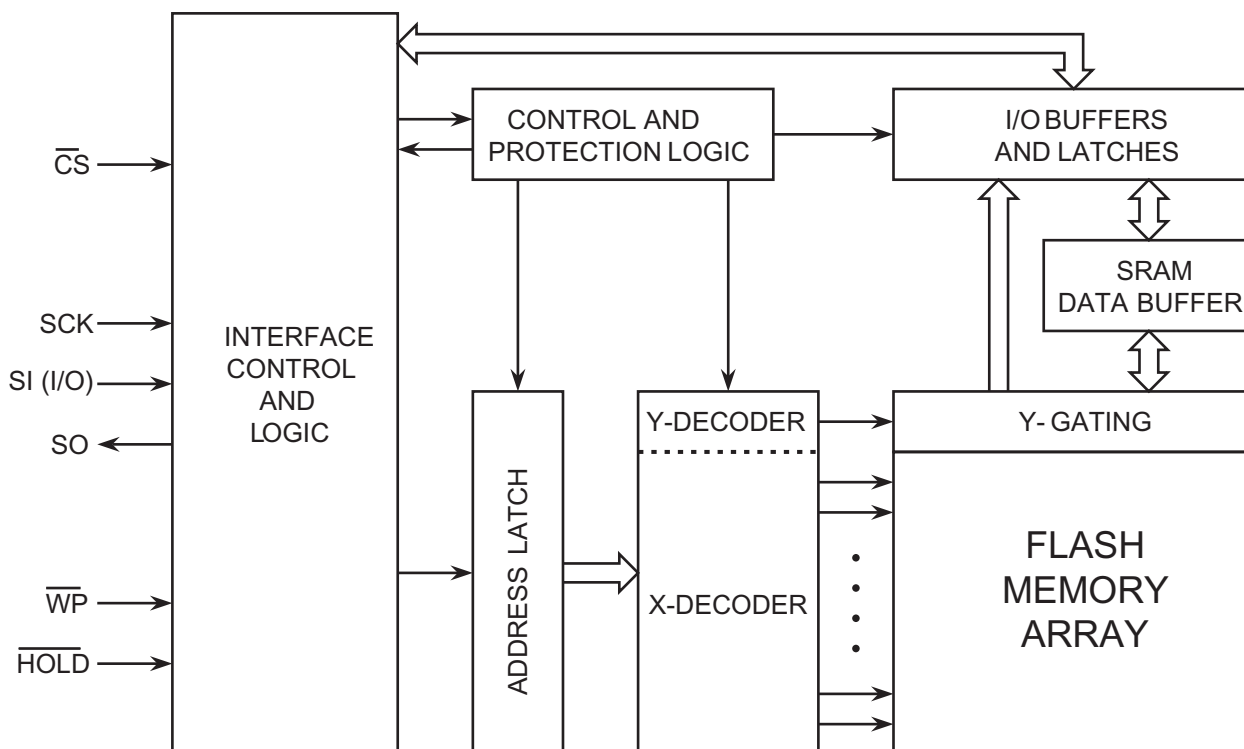 CS
SCK
SI (I/O)
SO
WP
HOLD
INTERFACE
CONTROL
AND
LOGIC
CONTROL AND
PROTECTION LOGIC
I/O BUFFERS
AND LATCHES
SRAM
DATA BUFFER
ADDRESS LATCH
Y-DECODER
X-DECODER
Y- GATING
FLASH
MEMORY
ARRAY